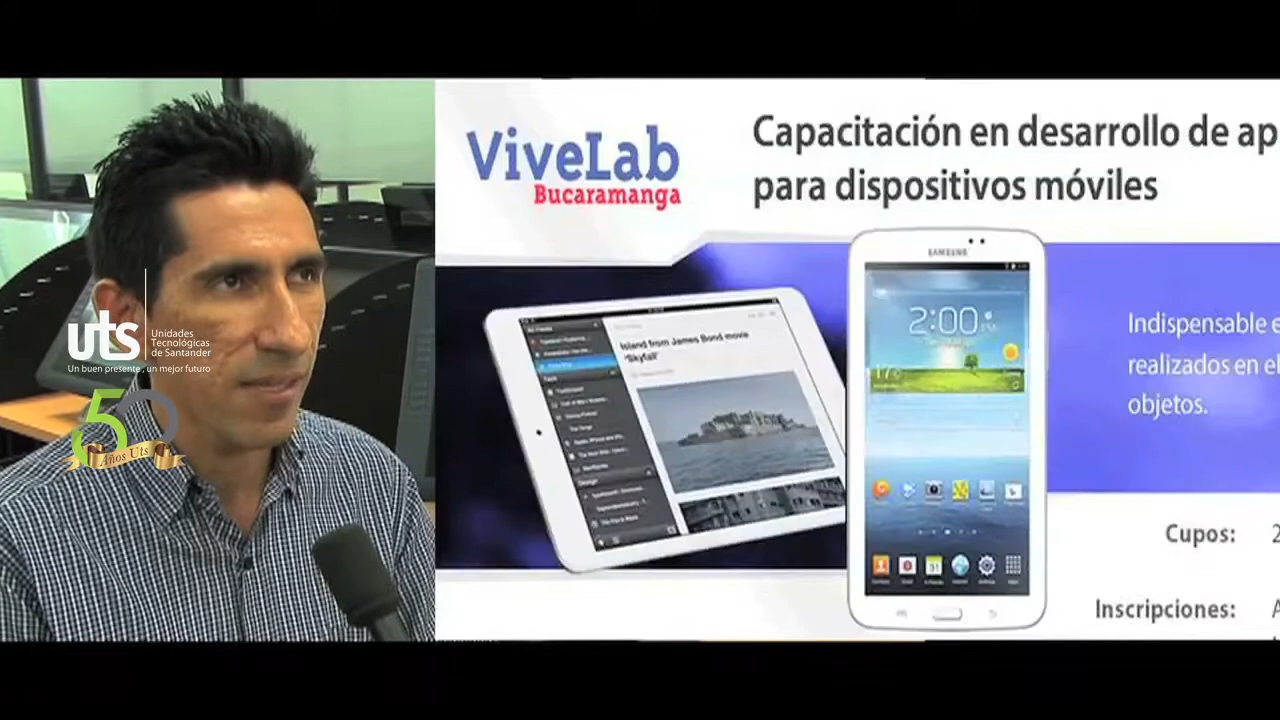 ViveLab
Bucaramanga
Capacitación en desarrollo de ap
para dispositivos móviles
uts
Unidades
Tecnológicas
de Santander
Un buen presente, un mejor futuro
50
Años Uts
SAMSUNG
2:00
Island from James Bond movie
'Skyfall'
Design
Indispensable e
realizados en el
objetos.
Cupos: 2
Inscripciones: A